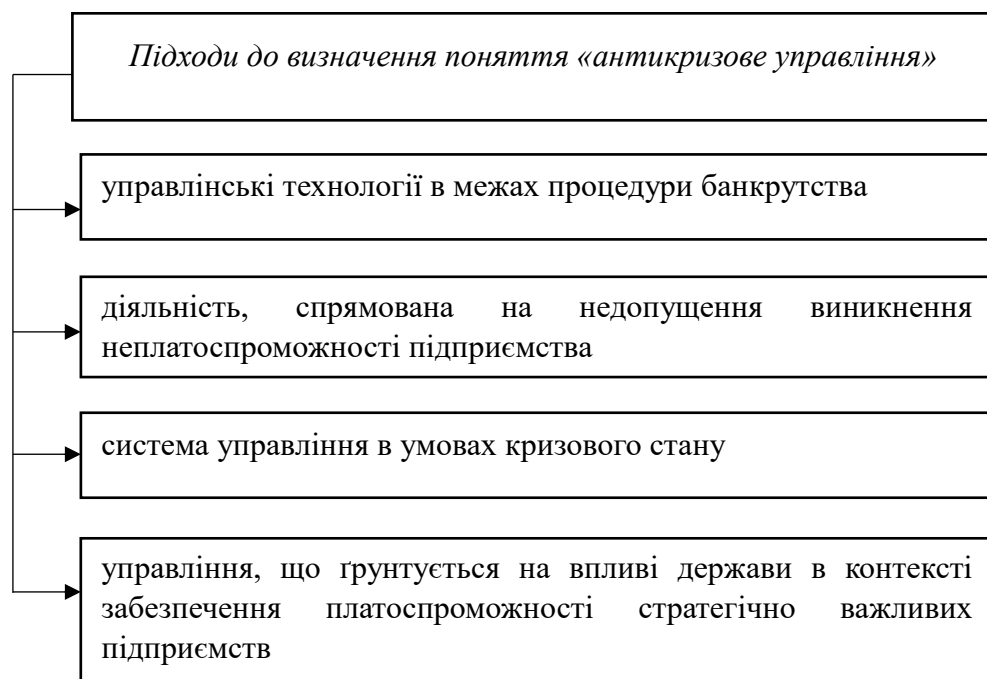 Підходи до визначення поняття «антикризове управління»
управлінські технології в межах процедури банкрутства
діяльність, спрямована на недопущення виникнення
неплатоспроможності підприємства
система управління в умовах кризового стану
управління, що ґрунтується на впливі держави в контексті
забезпечення платоспроможності стратегічно важливих
підприємств